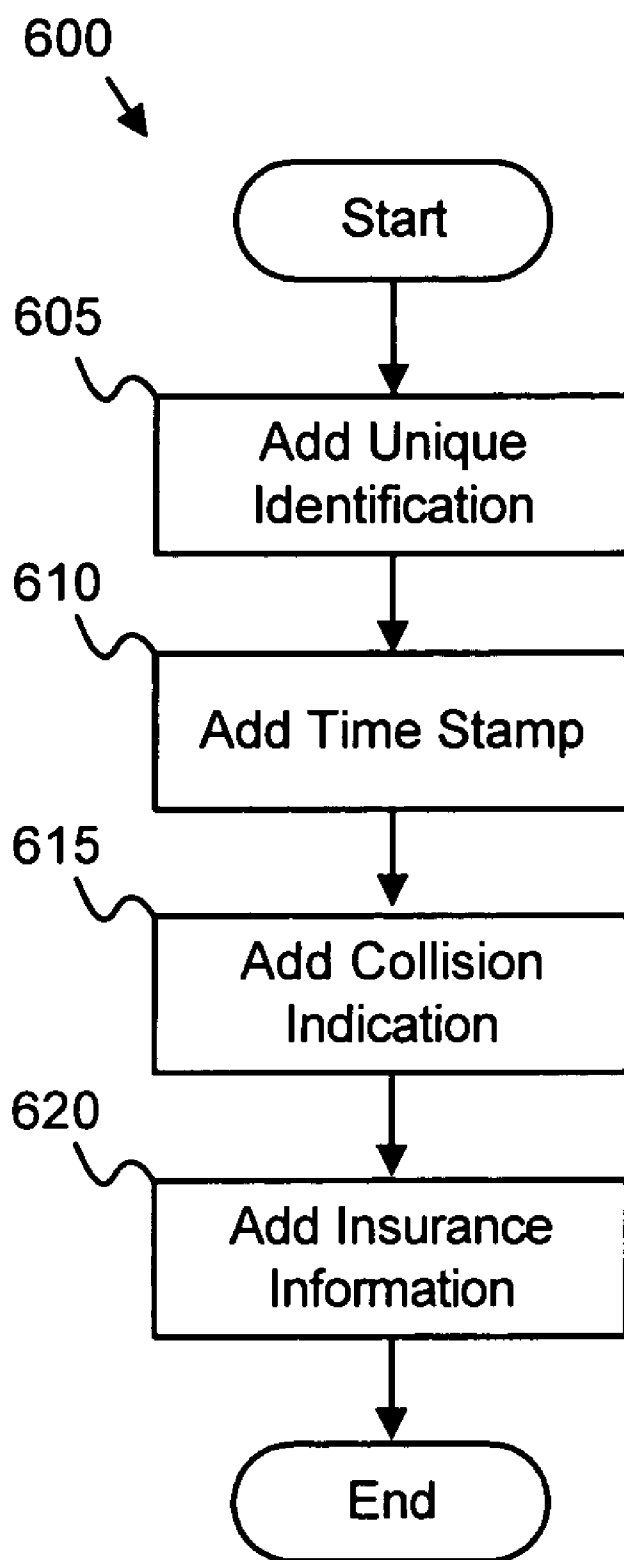 600
Start
605
Add Unique
Identification
610
Add Time Stamp
615
Add Collision
Indication
620
Add Insurance
Information
End